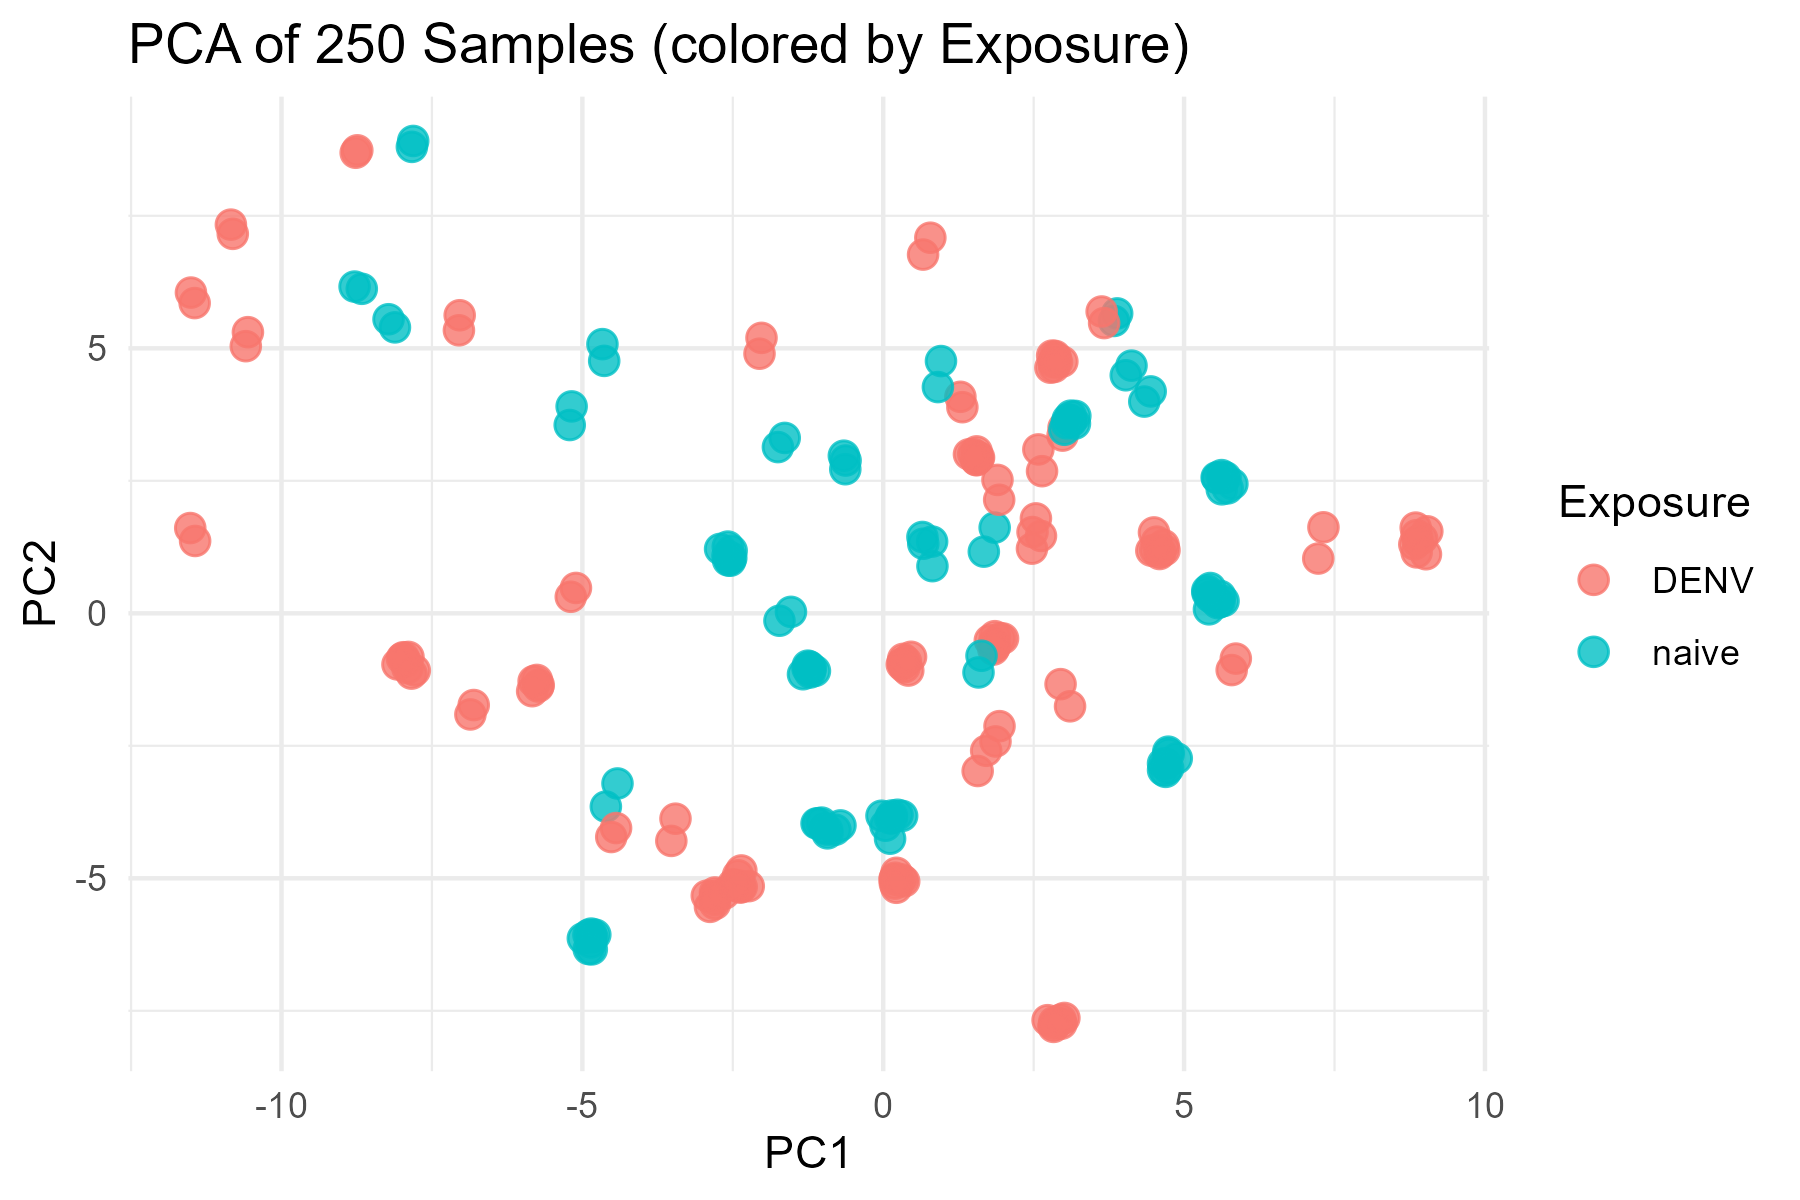 PCA of 250 Samples (colored by Exposure)
5
0
-5
-10
-5
0
5
10
PC1
PC2
Exposure
DENV
naive